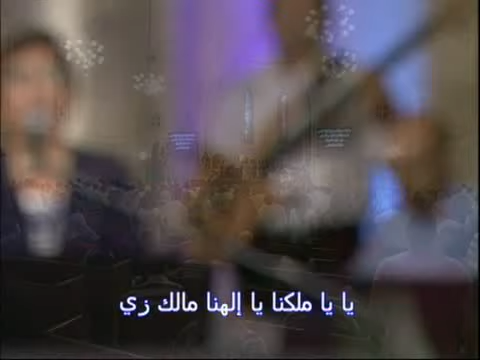 يا يا ملكنا يا إلهنا مالك زي